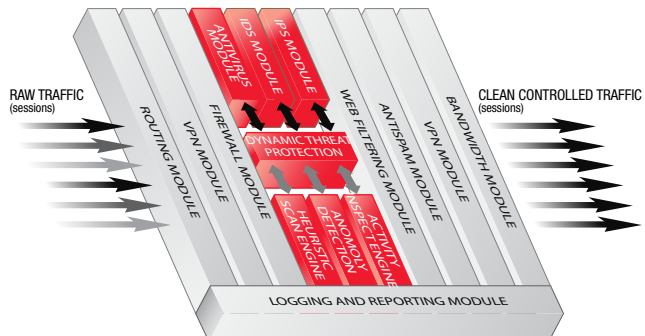 RAW TRAFFIC
(sessions)
ROUTING MODULE
VPN MODULE
FIREWALL MODULE
ANTIVIRUS
MODULE
IDS MODULE
IPS MODULE
DYNAMIC THREAT
PROTECTION
HEURISTIC
SCAN ENGINE
ANOMOLY
DETECTION
ACTIVITY
INSPECT ENGINE
WEB FILTERING MODULE
ANTISPAM MODULE
VPN MODULE
BANDWIDTH MODULE
CLEAN CONTROLLED TRAFFIC
(sessions)
LOGGING AND REPORTING MODULE